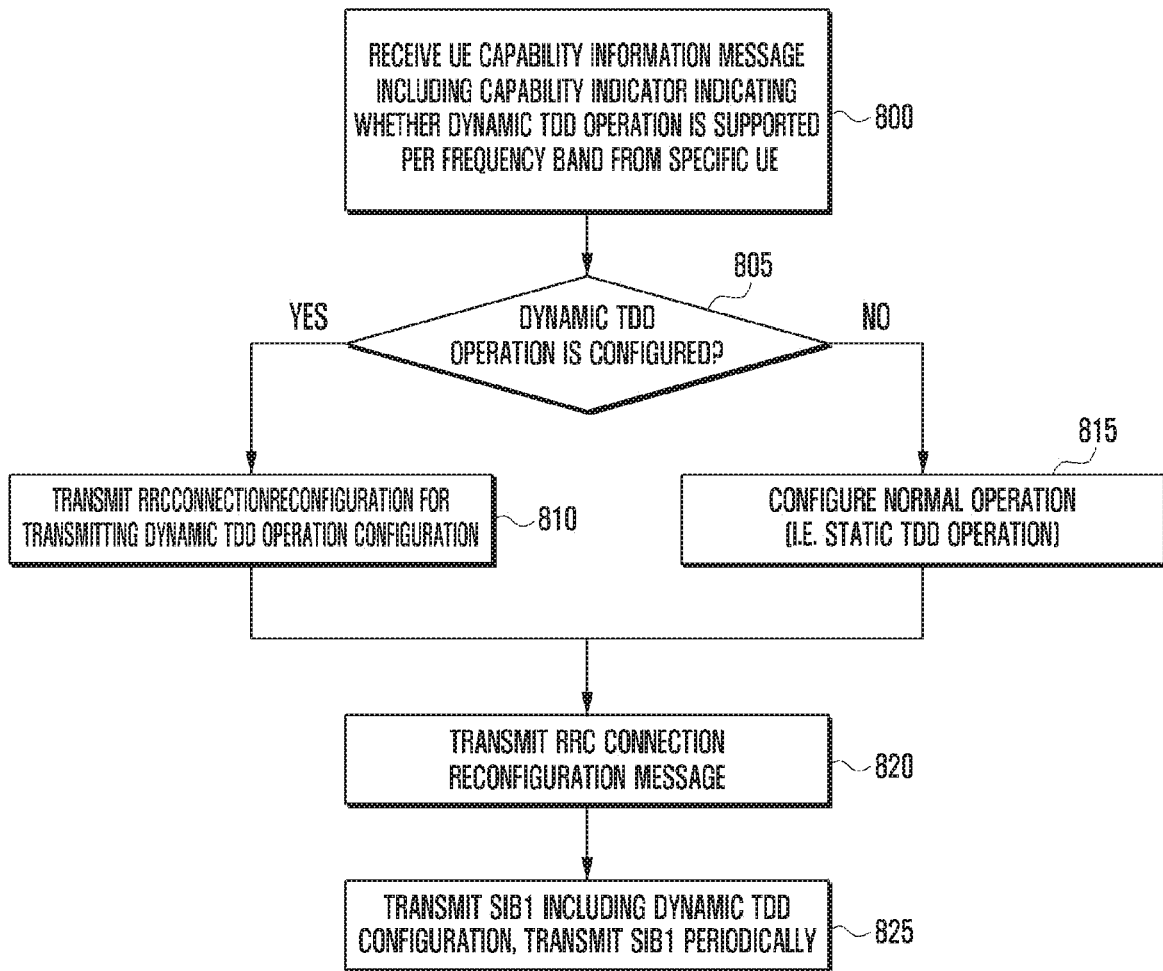 RECEIVE UE CAPABILITY INFORMATION MESSAGE
INCLUDING CAPABILITY INDICATOR INDICATING
WHETHER DYNAMIC TDD OPERATION IS SUPPORTED
PER FREQUENCY BAND FROM SPECIFIC UE
800
805
YES
DYNAMIC TDD
OPERATION IS CONFIGURED?
NO
815
TRANSMIT RRCCONNECTIONRECONFIGURATION FOR
TRANSMITTING DYNAMIC TDD OPERATION CONFIGURATION
810
CONFIGURE NORMAL OPERATION
(I.E. STATIC TDD OPERATION)
TRANSMIT RRC CONNECTION
RECONFIGURATION MESSAGE
820
TRANSMIT SIB1 INCLUDING DYNAMIC TDD
CONFIGURATION, TRANSMIT SIB1 PERIODICALLY
825